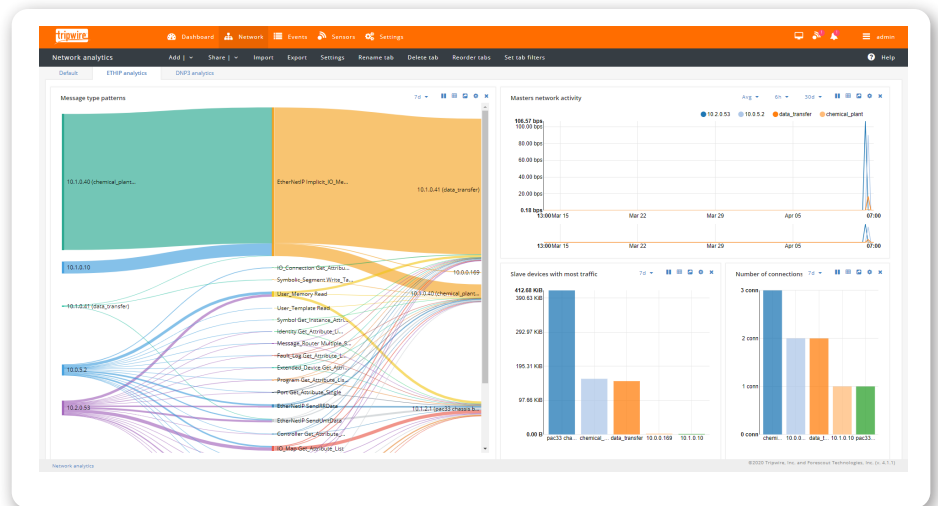 tripwire
Dashboard Network Events Sensors Settings admin
Network analytics Add | Share | Import Export Settings Rename tab Delete tab Reorder tabs Set tab filters Help
Default ETHIP analytics DNP3 analytics
Message type patterns 7d
10.1.0.40 (chemical_plant...
EtherNetIP Implicit_IO_Me...
10.1.0.41 (data_transfer)
10.1.0.10
IO_Connection Get_Attribu...
10.0.0.169
Symbolic_Segment Write_Ta...
User_Memory Read
10.1.0.40 (chemical_plant...
10.1.0.41 (data_transfer)
User_Template Read
Symbol Get_Instance_Attri...
Identity Get_Attribute_Li...
Message_Router Multiple_R...
Fault_Log Get_Attribute_L...
10.0.5.2
Extended_Device Get_Attri...
Program Get_Attribute_Lis...
Port Get_Attribute_Single
10.2.0.53
EtherNetIP SendRRData
10.1.2.1 (pac33 chassis b...
EtherNetIP SendUnitData
Controller Get_Attribute_...
IO_Map Get_Attribute_List
Masters network activity Avg 6h 30d
10.2.0.53 10.0.5.2 data_transfer chemical_plant
106.57 bps
100.00 bps
80.00 bps
60.00 bps
40.00 bps
20.00 bps
0.18 bps
13:00 Mar 15 Mar 22 Mar 29 Apr 05 07:00
13:00 Mar 15 Mar 22 Mar 29 Apr 05 07:00
Slave devices with most traffic 7d
412.68 KiB
390.63 KiB
292.97 KiB
195.31 KiB
97.66 KiB
0.00 B
pac33 cha... chemical_... data_transfer 10.0.0.169 10.1.0.10
Number of connections 7d
3 conn
2 conn
1 conn
0 conn
chemi... 10.0.0... data_t... 10.1.0.10 pac33...
Network analytics
©2020 Tripwire, Inc. and Forescout Technologies, Inc. (v. 4.1.1)